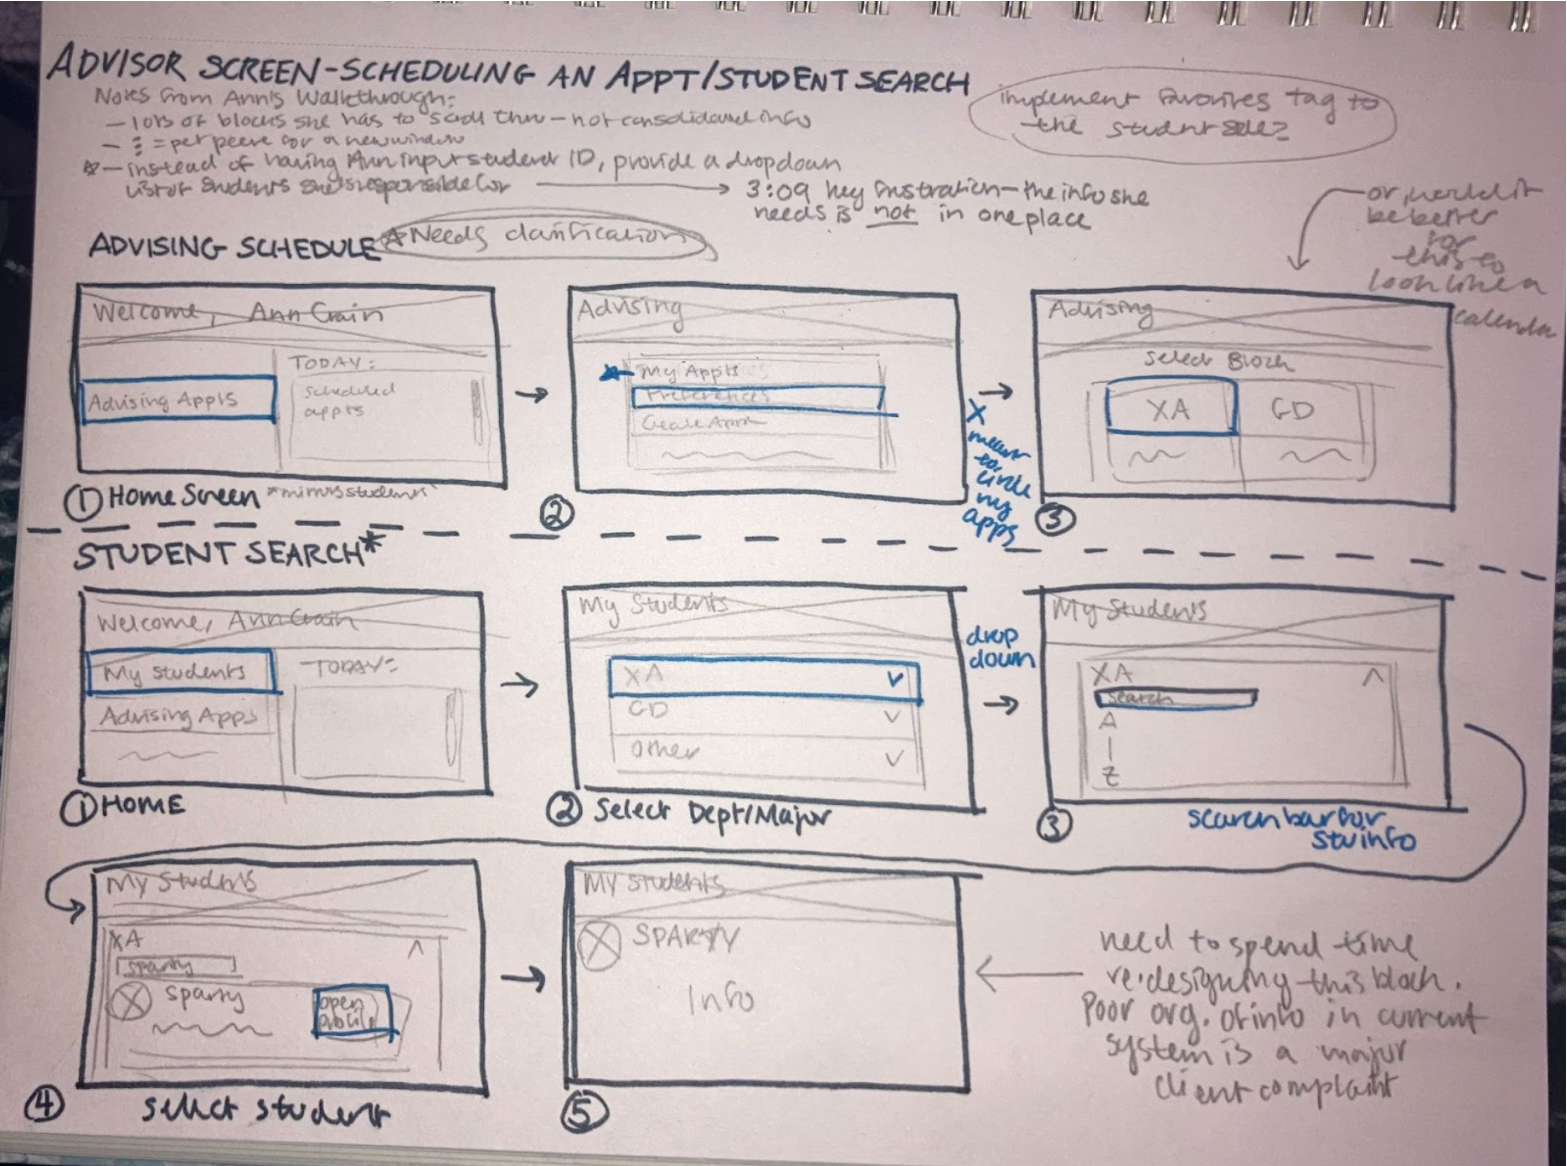 ADVISOR SCREEN-SCHEDULING AN APPT/STUDENT SEARCH
Notes from Ann's Walkthrough:
- lots of blocks she has to scroll thru - not consolidated info
- ⋮ = pet peeve for a new window
☆ - instead of having Ann input student ID, provide a dropdown
list of students she's responsible for
3:09 key frustration - the info she
needs is not in one place
implement favorites tag to
the student side?
or, would it
be better
for
this to
look like a
calendar
ADVISING SCHEDULE
*Needs clarification
Welcome, Ann Crain
Advising Appts
TODAY:
Scheduled
appts
① Home Screen *mimics students
Advising
My Appts
Preferences
Create Appt
②
X
meant
to
circle
my
apps
Advising
Select Block
XA
GD
③
STUDENT SEARCH*
Welcome, Ann Crain
My Students
Advising Apps
TODAY:
① HOME
My Students
XA
GD
Other
② Select Dept/Major
drop
down
My Students
XA
Search
A
|
Z
③
search bar for
stu info
My Students
XA
Sparty
Sparty
open
profile
④ select student
My Students
SPARTY
Info
⑤
need to spend time
re-designing this block.
Poor org. of info in current
system is a major
client complaint